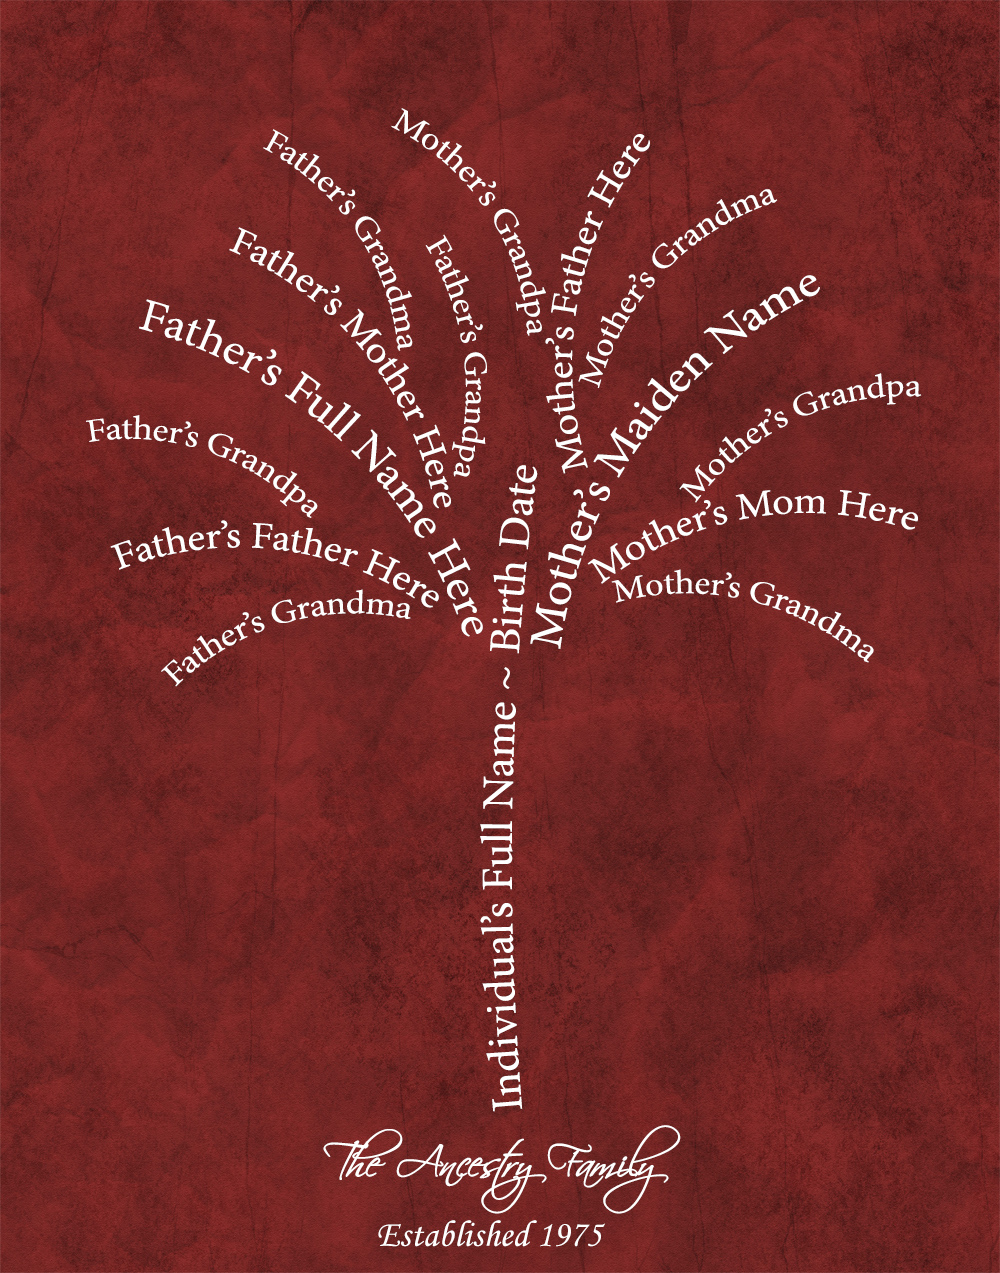 Mother's Grandpa
Father's Grandma
Mother's Father Here
Mother's Grandma
Father's Mother Here
Father's Grandpa
Father's Full Name Here
Mother's Maiden Name
Father's Grandpa
Mother's Grandpa
Father's Father Here
Mother's Mom Here
Father's Grandma
Mother's Grandma
Individual's Full Name ~ Birth Date
The Ancestry Family
Established 1975